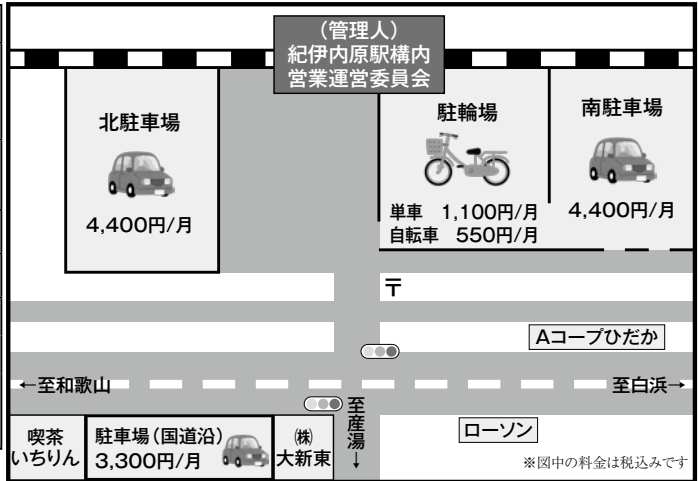 （管理人）
紀伊内原駅構内
営業運営委員会
北駐車場
4,400円/月
駐輪場
単車 1,100円/月
自転車 550円/月
南駐車場
4,400円/月
〒
Aコープひだか
←至和歌山
至白浜→
至産湯↓
喫茶
いちりん
駐車場（国道沿）
3,300円/月
㈱
大新東
ローソン
※図中の料金は税込みです